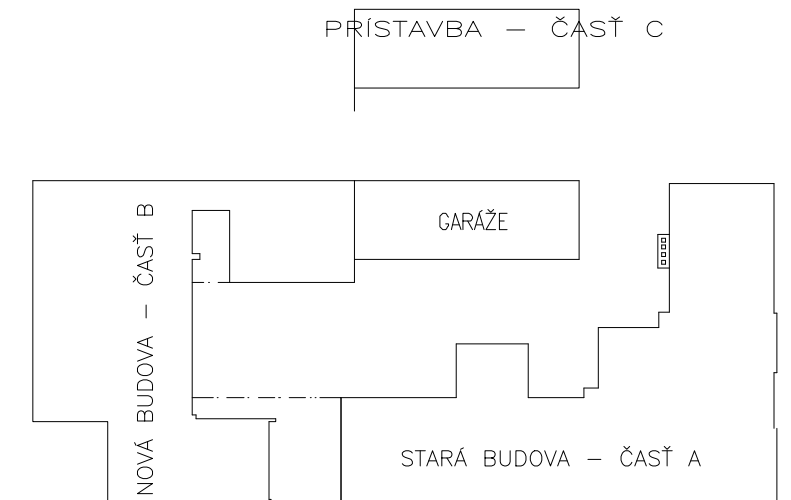 PRÍSTAVBA – ČASŤ C
GARÁŽE
NOVÁ BUDOVA – ČASŤ B
STARÁ BUDOVA – ČASŤ A